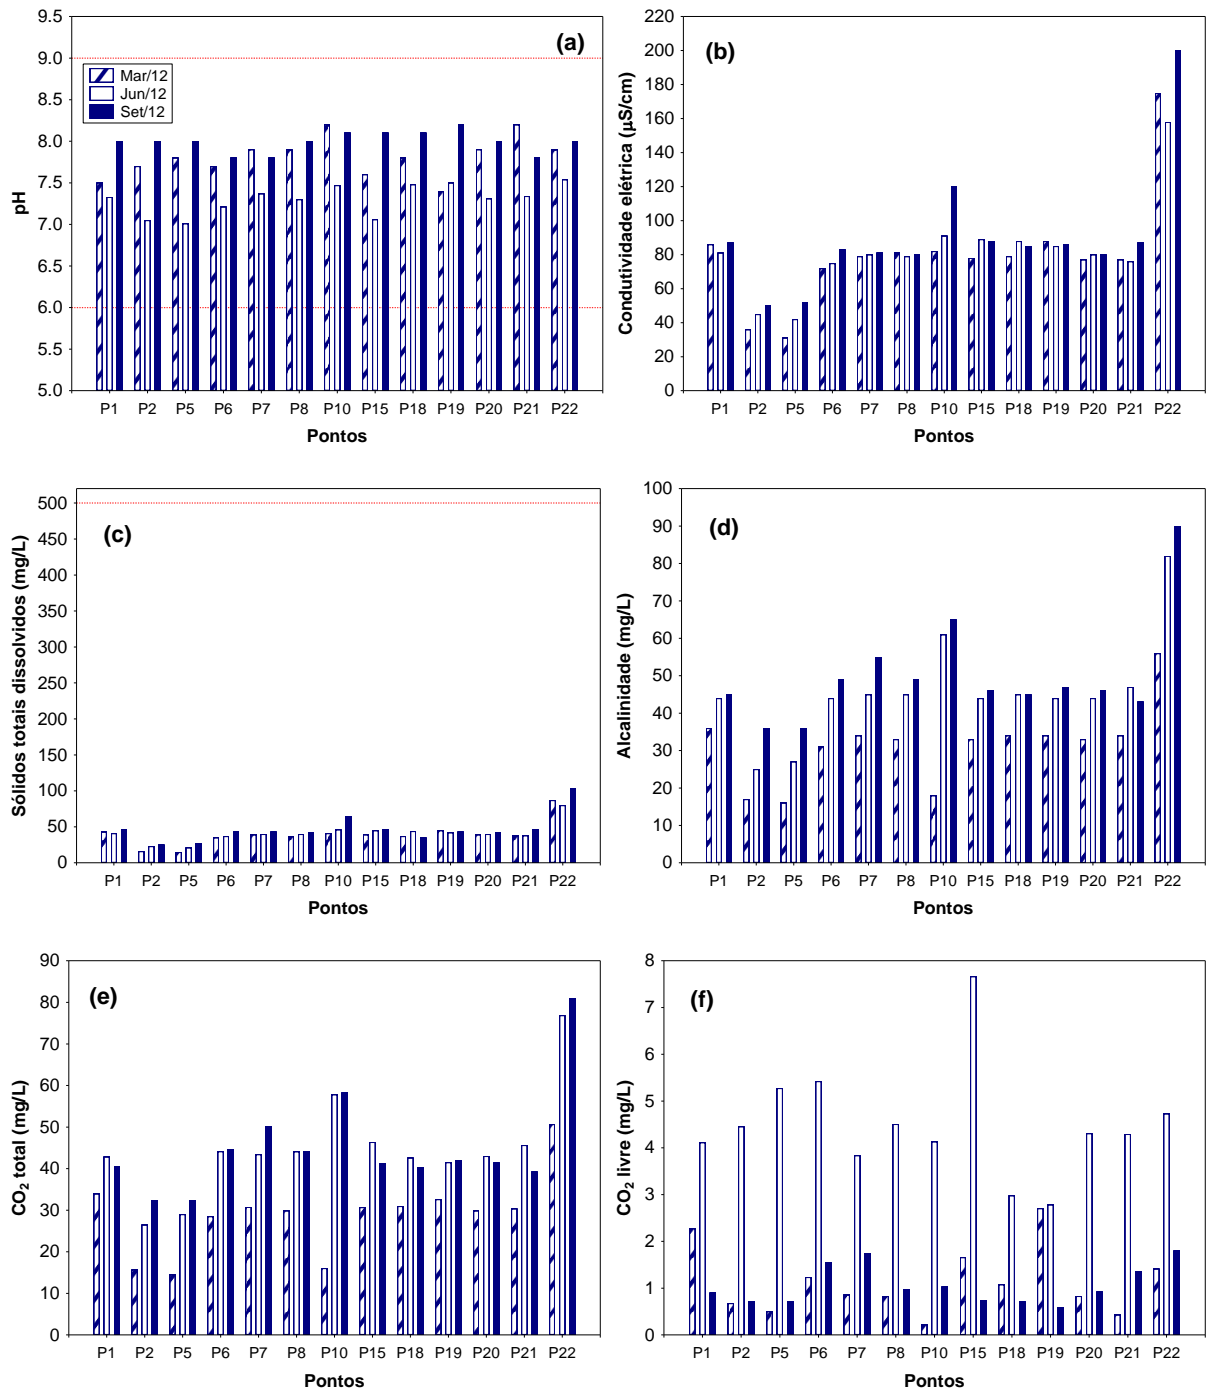 (a)
pH
9.5
9.0
8.5
8.0
7.5
7.0
6.5
6.0
5.5
5.0
Mar/12
Jun/12
Set/12
P1 P2 P5 P6 P7 P8 P10 P15 P18 P19 P20 P21 P22
Pontos
(b)
Condutividade elétrica (µS/cm)
220
200
180
160
140
120
100
80
60
40
20
0
P1 P2 P5 P6 P7 P8 P10 P15 P18 P19 P20 P21 P22
Pontos
(c)
Sólidos totais dissolvidos (mg/L)
500
450
400
350
300
250
200
150
100
50
0
P1 P2 P5 P6 P7 P8 P10 P15 P18 P19 P20 P21 P22
Pontos
(d)
Alcalinidade (mg/L)
100
90
80
70
60
50
40
30
20
10
0
P1 P2 P5 P6 P7 P8 P10 P15 P18 P19 P20 P21 P22
Pontos
(e)
CO₂ total (mg/L)
90
80
70
60
50
40
30
20
10
0
P1 P2 P5 P6 P7 P8 P10 P15 P18 P19 P20 P21 P22
Pontos
(f)
CO₂ livre (mg/L)
8
7
6
5
4
3
2
1
0
P1 P2 P5 P6 P7 P8 P10 P15 P18 P19 P20 P21 P22
Pontos